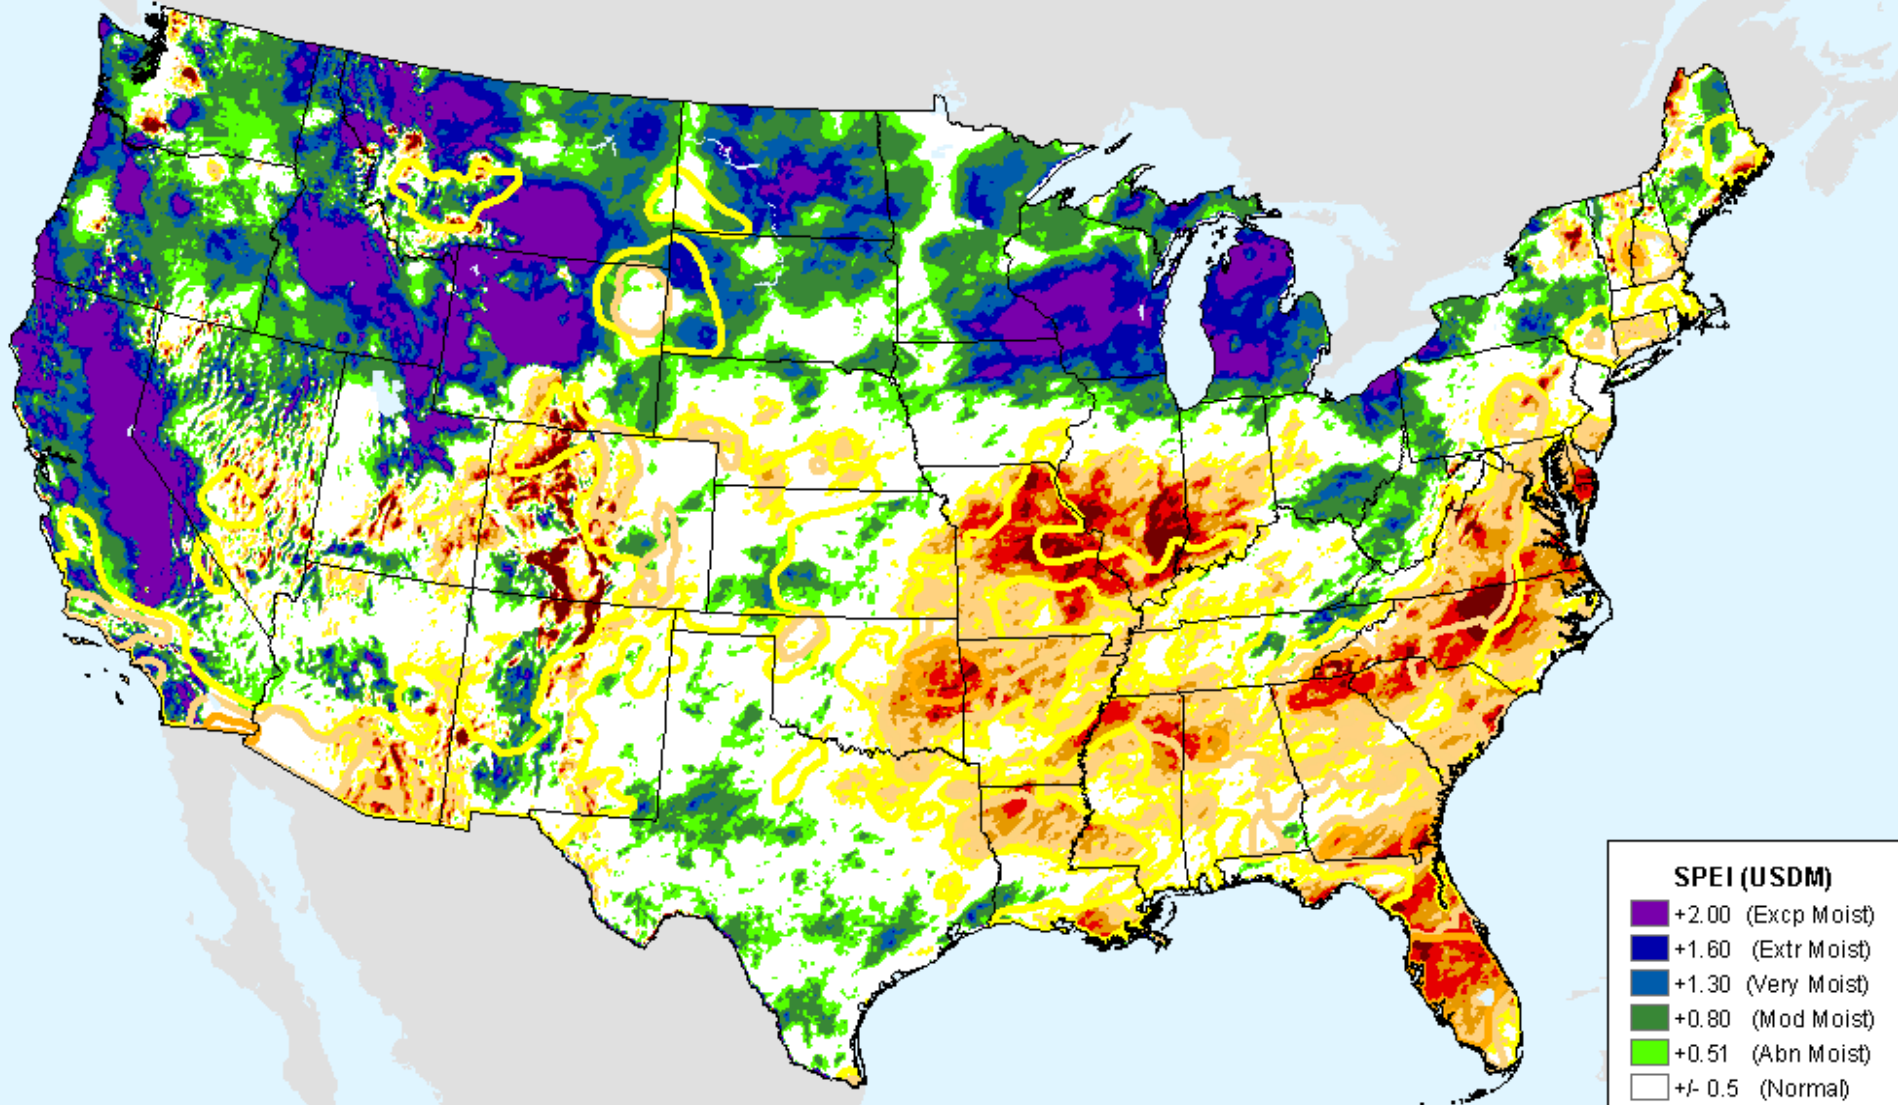 SPEI (USDM)
+2.00 (Excp Moist)
+1.60 (Extr Moist)
+1.30 (Very Moist)
+0.80 (Mod Moist)
+0.51 (Abn Moist)
+/- 0.5 (Normal)